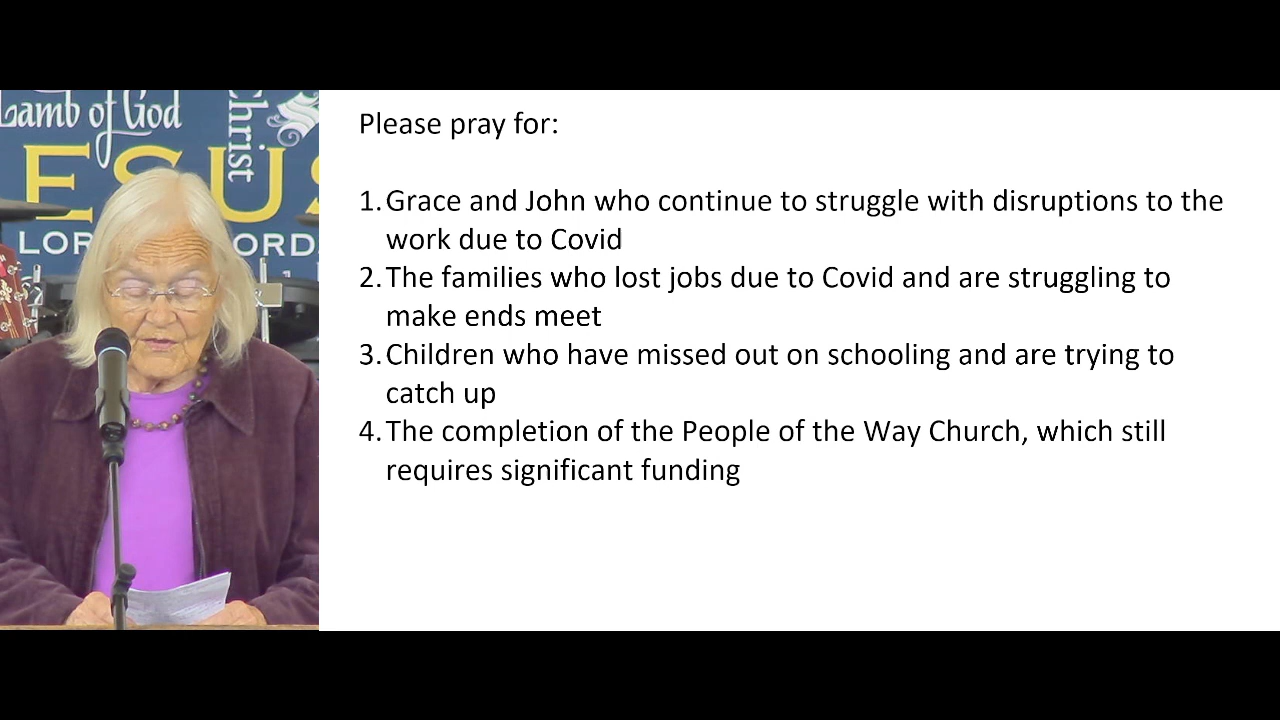 Lamb of God
Christ
ESUS
LOR
ORD
Please pray for:
1. Grace and John who continue to struggle with disruptions to the
work due to Covid
2. The families who lost jobs due to Covid and are struggling to
make ends meet
3. Children who have missed out on schooling and are trying to
catch up
4. The completion of the People of the Way Church, which still
requires significant funding